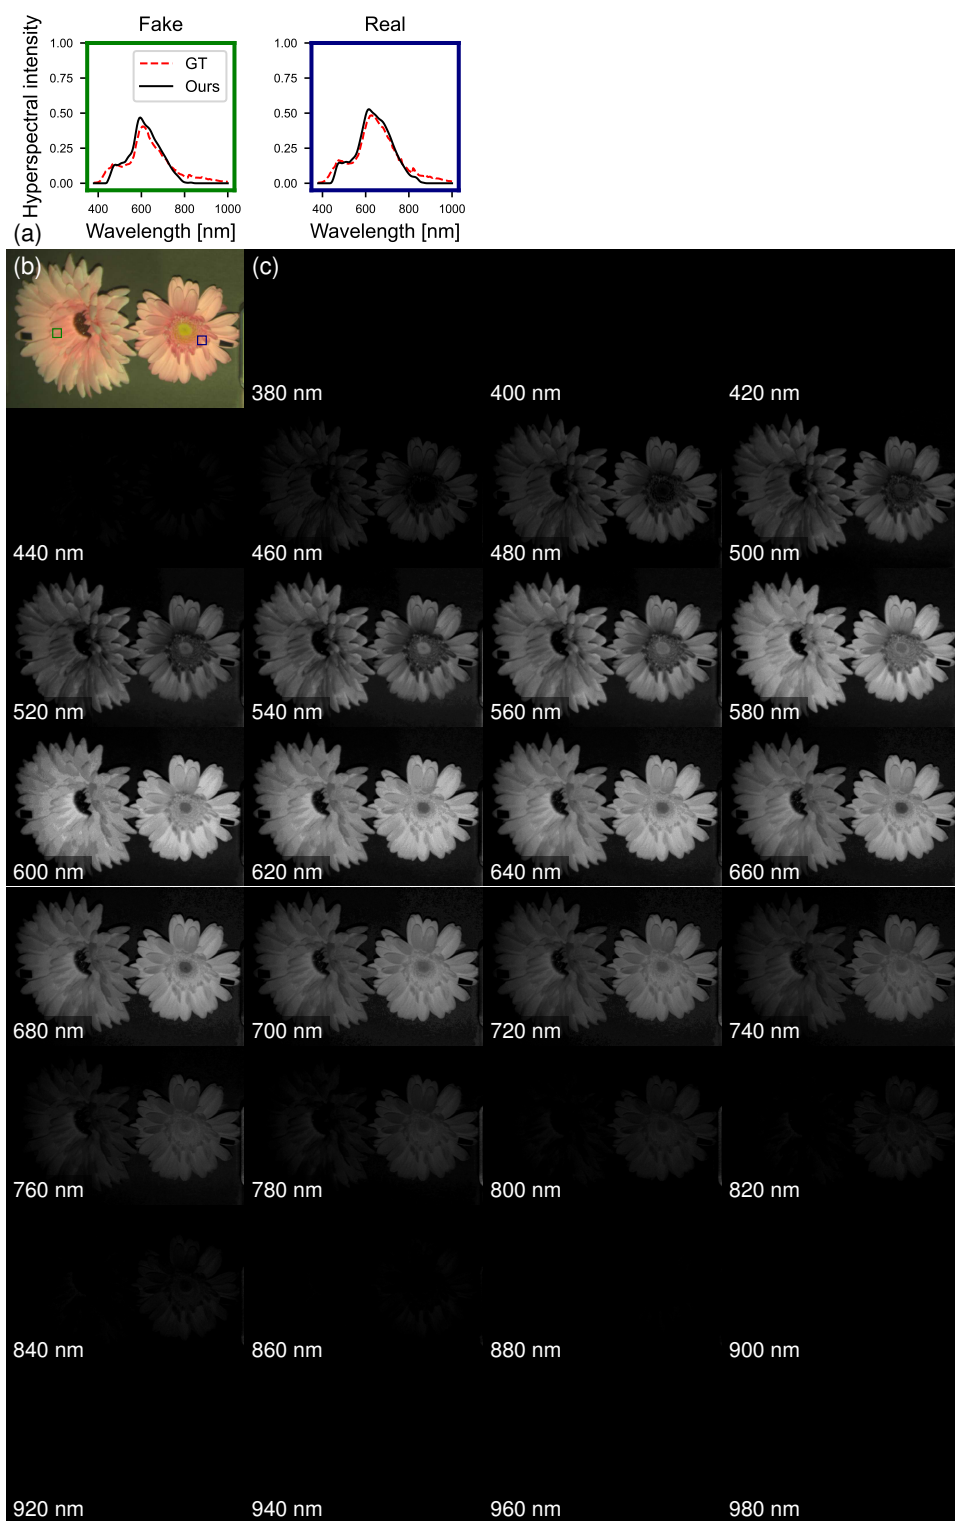 Fake
Real
Hyperspectral intensity
1.00
0.75
0.50
0.25
0.00
GT
Ours
400 600 800 1000
Wavelength [nm]
1.00
0.75
0.50
0.25
0.00
400 600 800 1000
Wavelength [nm]
(a)
(b)
(c)
380 nm
400 nm
420 nm
440 nm
460 nm
480 nm
500 nm
520 nm
540 nm
560 nm
580 nm
600 nm
620 nm
640 nm
660 nm
680 nm
700 nm
720 nm
740 nm
760 nm
780 nm
800 nm
820 nm
840 nm
860 nm
880 nm
900 nm
920 nm
940 nm
960 nm
980 nm